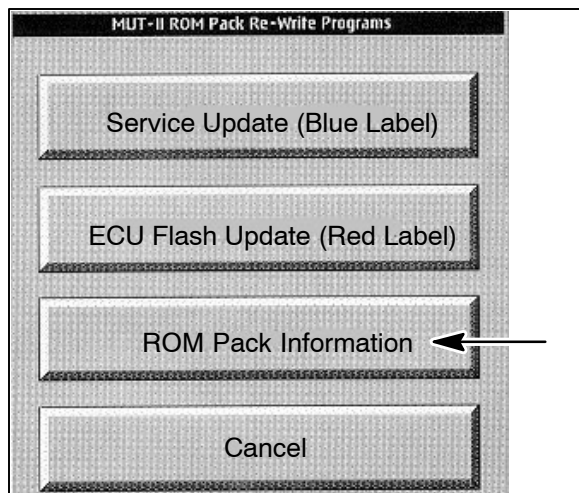 MUT-II ROM Pack Re-Write Programs
Service Update (Blue Label)
ECU Flash Update (Red Label)
ROM Pack Information
Cancel